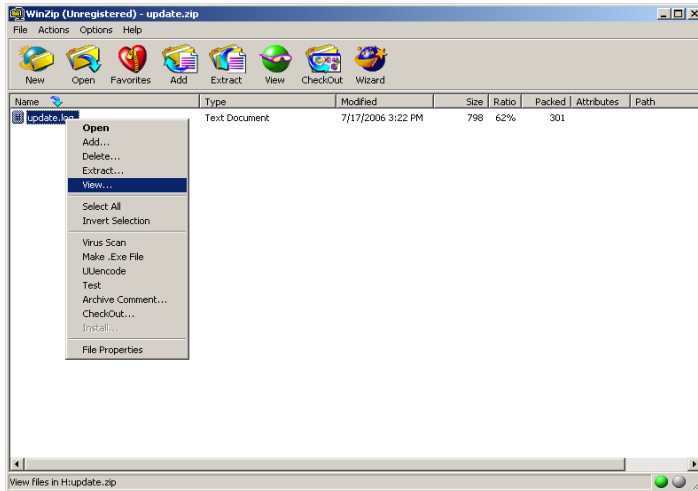 WinZip (Unregistered) - update.zip
File Actions Options Help
New Open Favorites Add Extract View CheckOut Wizard
Name Type Modified Size Ratio Packed Attributes Path
update.log Text Document 7/17/2006 3:22 PM 798 62% 301
Open
Add...
Delete...
Extract...
View...
Select All
Invert Selection
Virus Scan
Make .Exe File
UUencode
Test
Archive Comment...
CheckOut...
Install...
File Properties
View files in H:update.zip